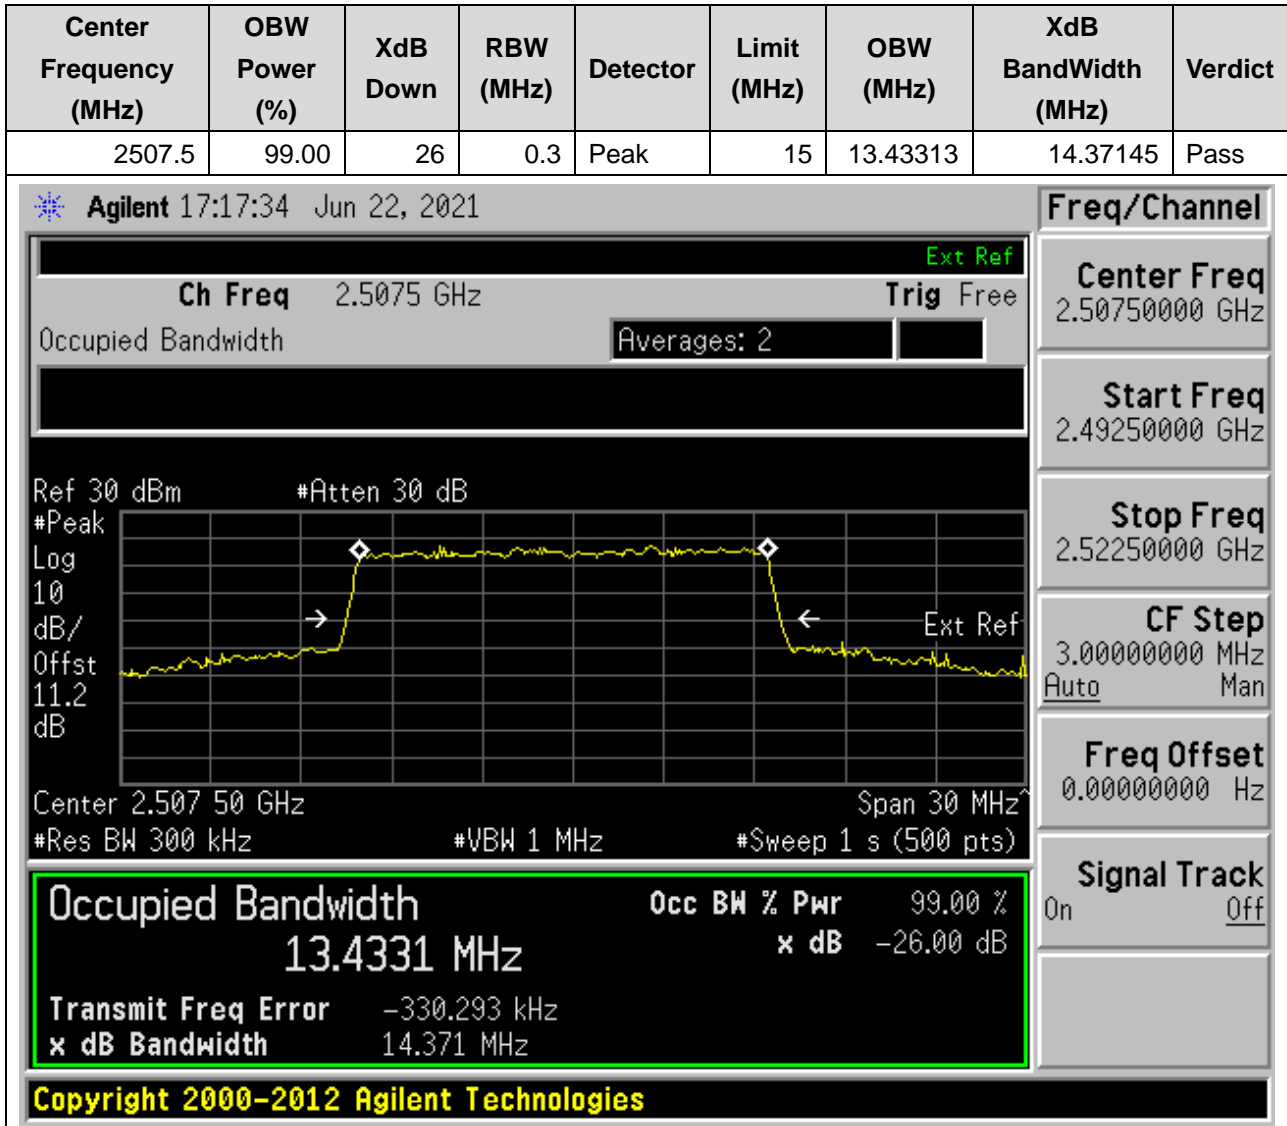 Center Frequency (MHz) OBW Power (%) XdB Down RBW (MHz) Detector Limit (MHz) OBW (MHz) XdB BandWidth (MHz) Verdict
2507.5 99.00 26 0.3 Peak 15 13.43313 14.37145 Pass
Agilent 17:17:34 Jun 22, 2021
Ext Ref
Ch Freq 2.5075 GHz Trig Free
Occupied Bandwidth Averages: 2
Ref 30 dBm #Atten 30 dB
#Peak
Log
10
dB/
Offst
11.2
dB
Ext Ref
Center 2.507 50 GHz Span 30 MHz^
#Res BW 300 kHz #VBW 1 MHz #Sweep 1 s (500 pts)
Occupied Bandwidth Occ BW % Pwr 99.00 %
13.4331 MHz x dB -26.00 dB
Transmit Freq Error -330.293 kHz
x dB Bandwidth 14.371 MHz
Copyright 2000-2012 Agilent Technologies
Freq/Channel
Center Freq
2.50750000 GHz
Start Freq
2.49250000 GHz
Stop Freq
2.52250000 GHz
CF Step
3.00000000 MHz
Auto Man
Freq Offset
0.00000000 Hz
Signal Track
On Off